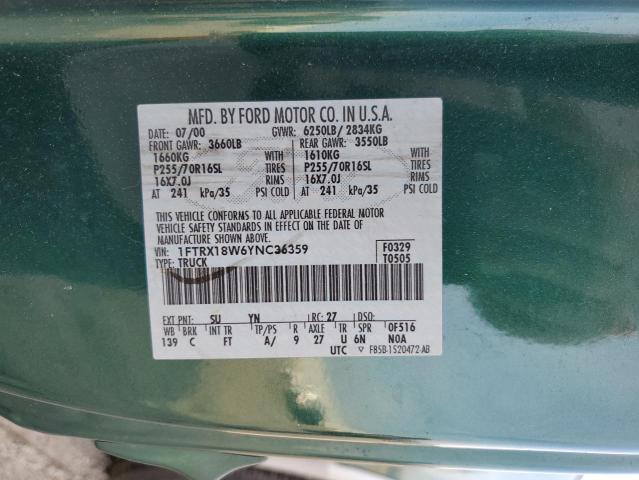 MFD. BY FORD MOTOR CO. IN U.S.A.
DATE: 07/00 GVWR: 6250LB/ 2834KG
FRONT GAWR: 3660LB REAR GAWR: 3550LB
1660KG WITH 1610KG WITH
P255/70R16SL TIRES P255/70R16SL TIRES
16X7.0J RIMS 16X7.0J RIMS
AT 241 kPa/35 PSI COLD AT 241 kPa/35 PSI COLD
THIS VEHICLE CONFORMS TO ALL APPLICABLE FEDERAL MOTOR
VEHICLE SAFETY STANDARDS IN EFFECT ON THE DATE OF
MANUFACTURE SHOWN ABOVE.
VIN: 1FTRX18W6YNC36359 F0329
TYPE: TRUCK T0505
EXT PNT: SU YN RC: 27 DSO:
WB BRK INT TR TP/PS R AXLE TR SPR 0F516
139 C FT A/ 9 27 U 6N N0A
UTC ▽ F85B-1520472-AB